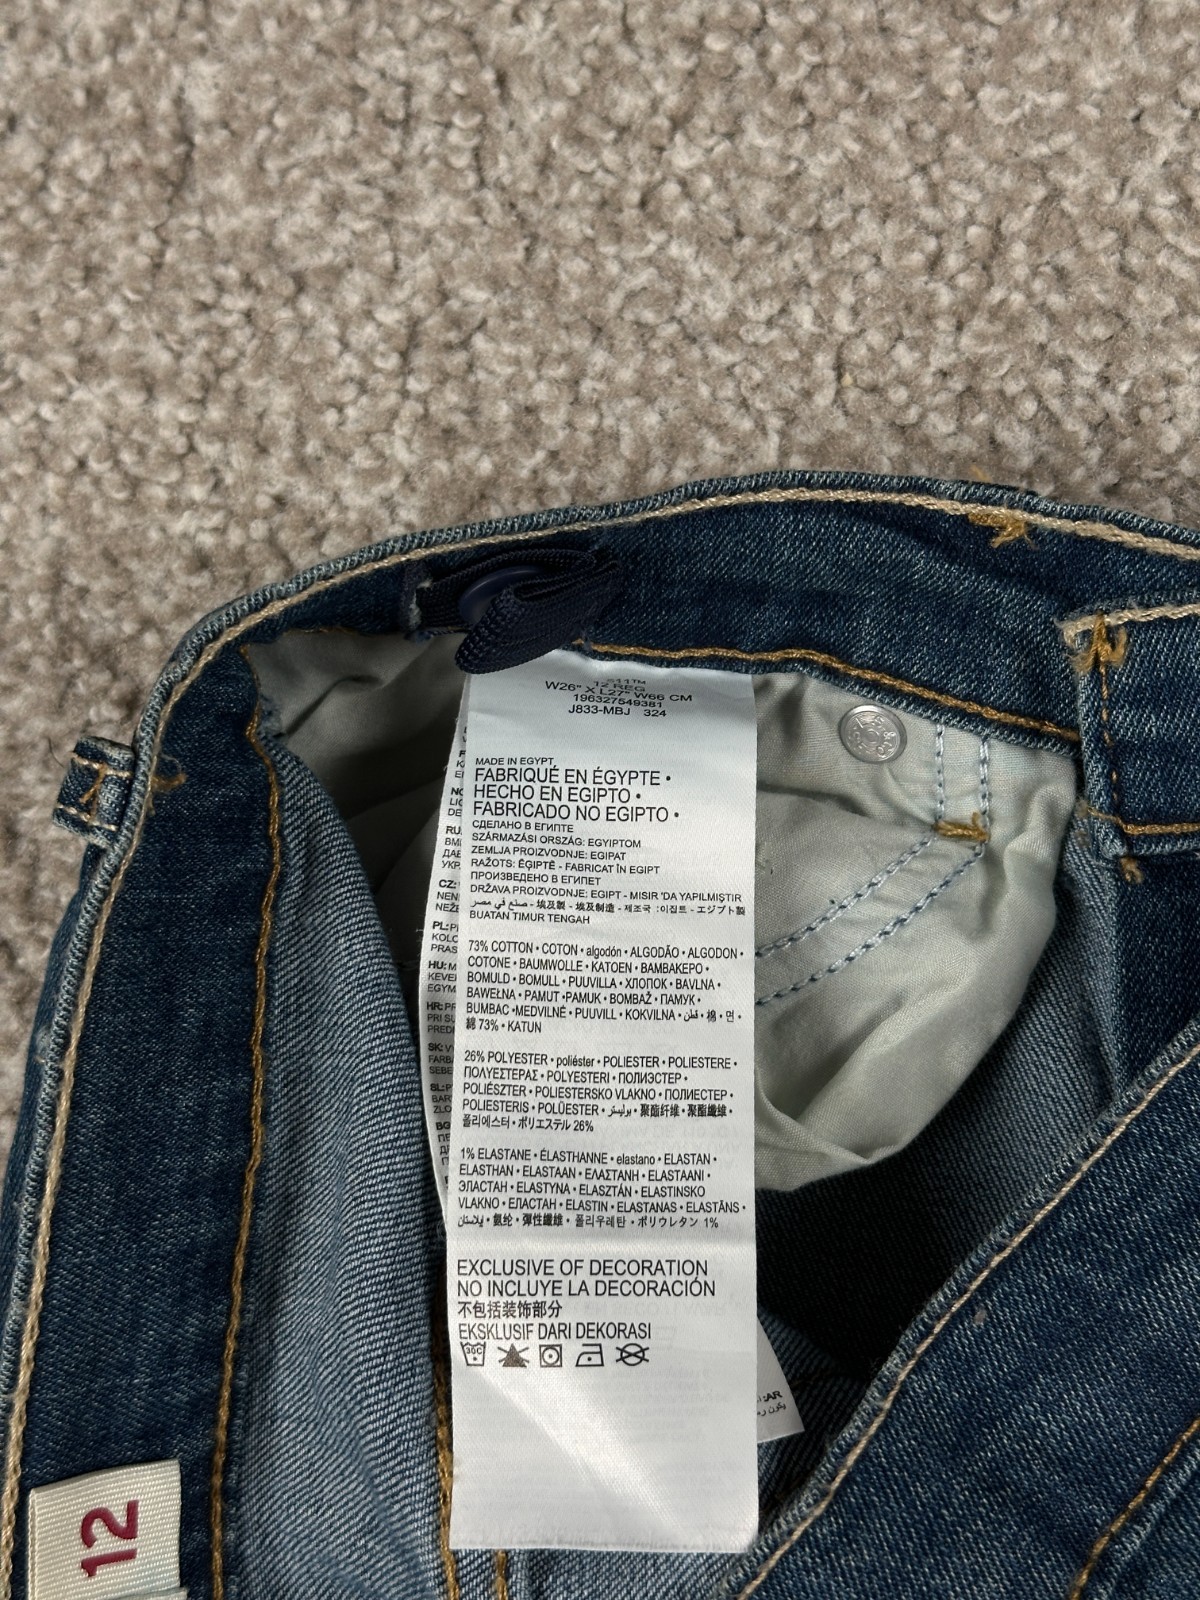 511™
12 REG
W26" X L27" W66 CM
196327549381
J833-MBJ 324
MADE IN EGYPT
FABRIQUÉ EN ÉGYPTE •
HECHO EN EGIPTO •
FABRICADO NO EGIPTO •
СДЕЛАНО В ЕГИПТЕ
SZÁRMAZÁSI ORSZÁG: EGYIPTOM
ZEMLJA PROIZVODNJE: EGIPAT
RAŽOTS: ĒĢIPTĒ - FABRICAT ÎN EGIPT
ПРОИЗВЕДЕНО В ЕГИПЕТ
DRŽAVA PROIZVODNJE: EGIPT - MISIR 'DA YAPILMIŞTIR
صنع في مصر - 埃及製 - 埃及制造 - 제조국 :이집트 - エジプト製
BUATAN TIMUR TENGAH
73% COTTON • COTON • algodón • ALGODÃO • ALGODON •
COTONE • BAUMWOLLE • KATOEN • ΒΑΜΒΑΚΕΡΟ •
BOMULD • BOMULL • PUUVILLA • ХЛОПОК • BAVLNA •
BAWEŁNA • PAMUT • PAMUK • BOMBAŽ • ПАМУК •
BUMBAC •MEDVILNĖ • PUUVILL • KOKVILNA • قطن • 棉 • 면 •
綿 73% • KATUN
26% POLYESTER • poliéster • POLIESTER • POLIESTERE •
ΠΟΛΥΕΣΤΕΡΑΣ • POLYESTERI • ПОЛИЭСТЕР •
POLIÉSZTER • POLIESTERSKO VLAKNO • ПОЛИЕСТЕР •
POLIESTERIS • POLÜESTER • بوليستر • 聚酯纤维 • 聚酯纖維 •
폴리에스터 • ポリエステル 26%
1% ELASTANE • ÉLASTHANNE • elastano • ELASTAN •
ELASTHAN • ELASTAAN • ΕΛΑΣΤΑΝΗ • ELASTAANI •
ЭЛАСТАН • ELASTYNA • ELASZTÁN • ELASTINSKO
VLAKNO • ЕЛАСТАН • ELASTIN • ELASTANAS • ELASTĀNS •
إيلاستان • 氨纶 • 彈性纖維 • 폴리우레탄 • ポリウレタン 1%
EXCLUSIVE OF DECORATION
NO INCLUYE LA DECORACIÓN
不包括装饰部分
EKSKLUSIF DARI DEKORASI
30C
12